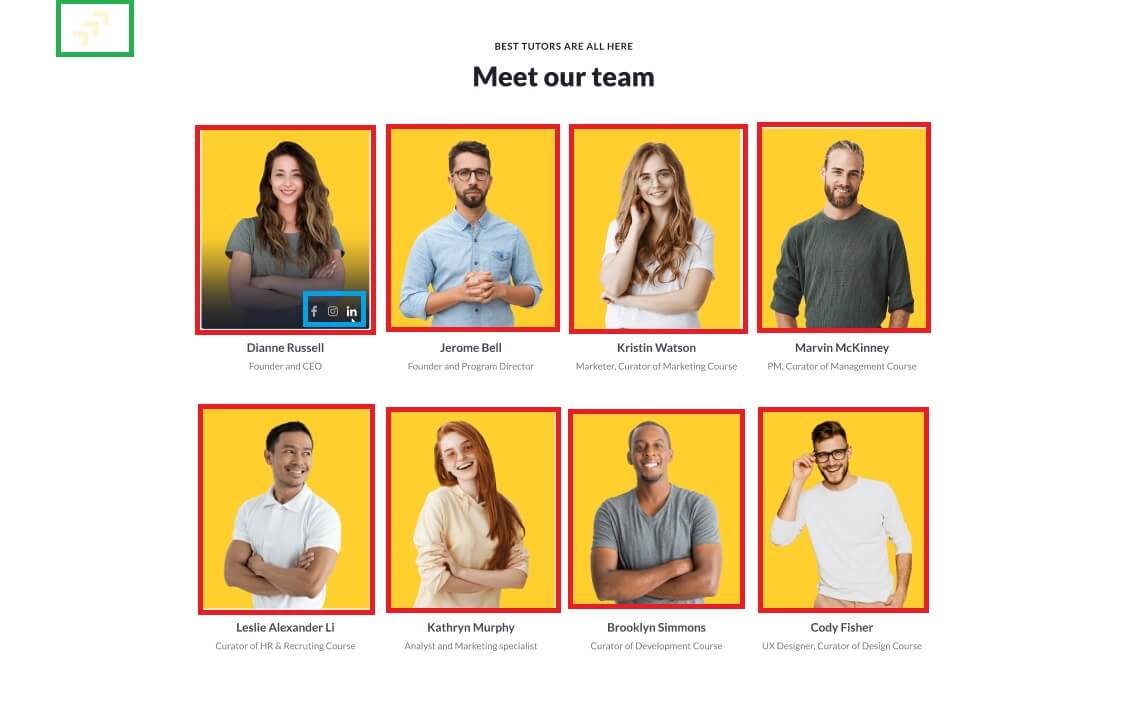 BEST TUTORS ARE ALL HERE
Meet our team
Dianne Russell
Founder and CEO
Jerome Bell
Founder and Program Director
Kristin Watson
Marketer, Curator of Marketing Course
Marvin McKinney
PM, Curator of Management Course
Leslie Alexander Li
Curator of HR & Recruting Course
Kathryn Murphy
Analyst and Marketing specialist
Brooklyn Simmons
Curator of Development Course
Cody Fisher
UX Designer, Curator of Design Course